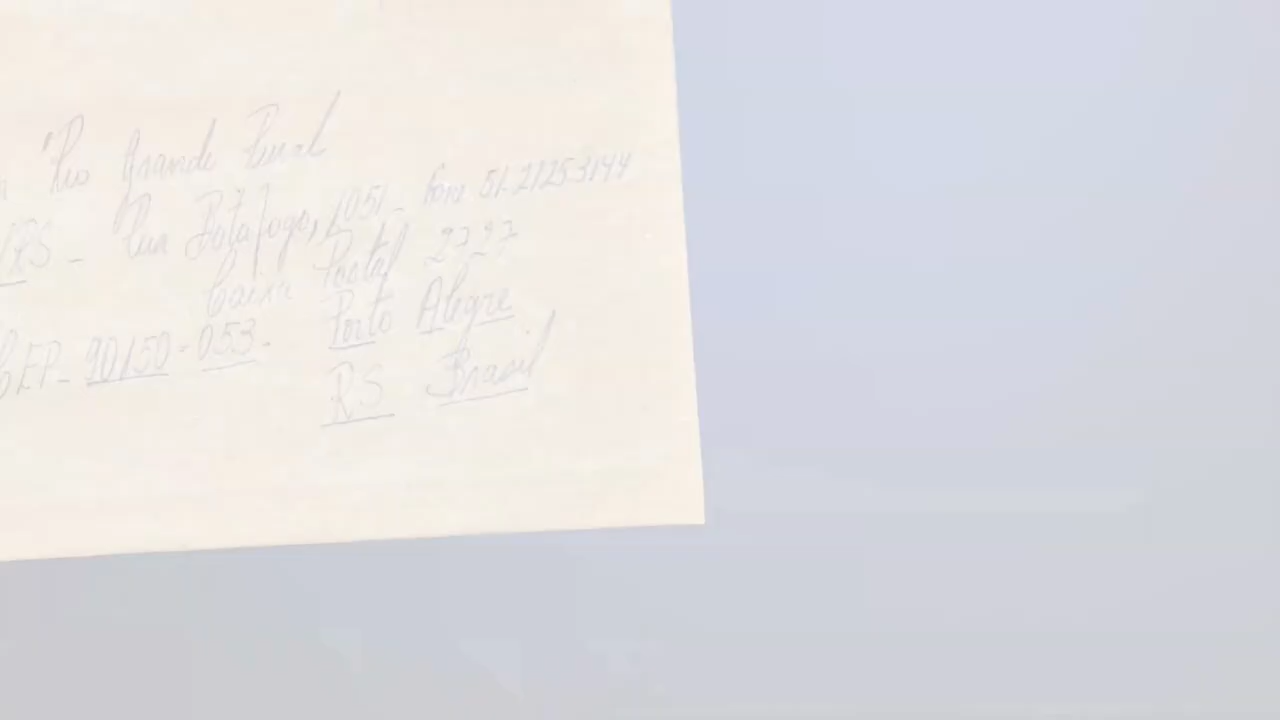 "Rio Grande Rural
/RS - Rua Botafogo, 1051 - Fone 51.21253144
Caixa Postal 2727
CEP - 90150-053. Porto Alegre
RS Brasil